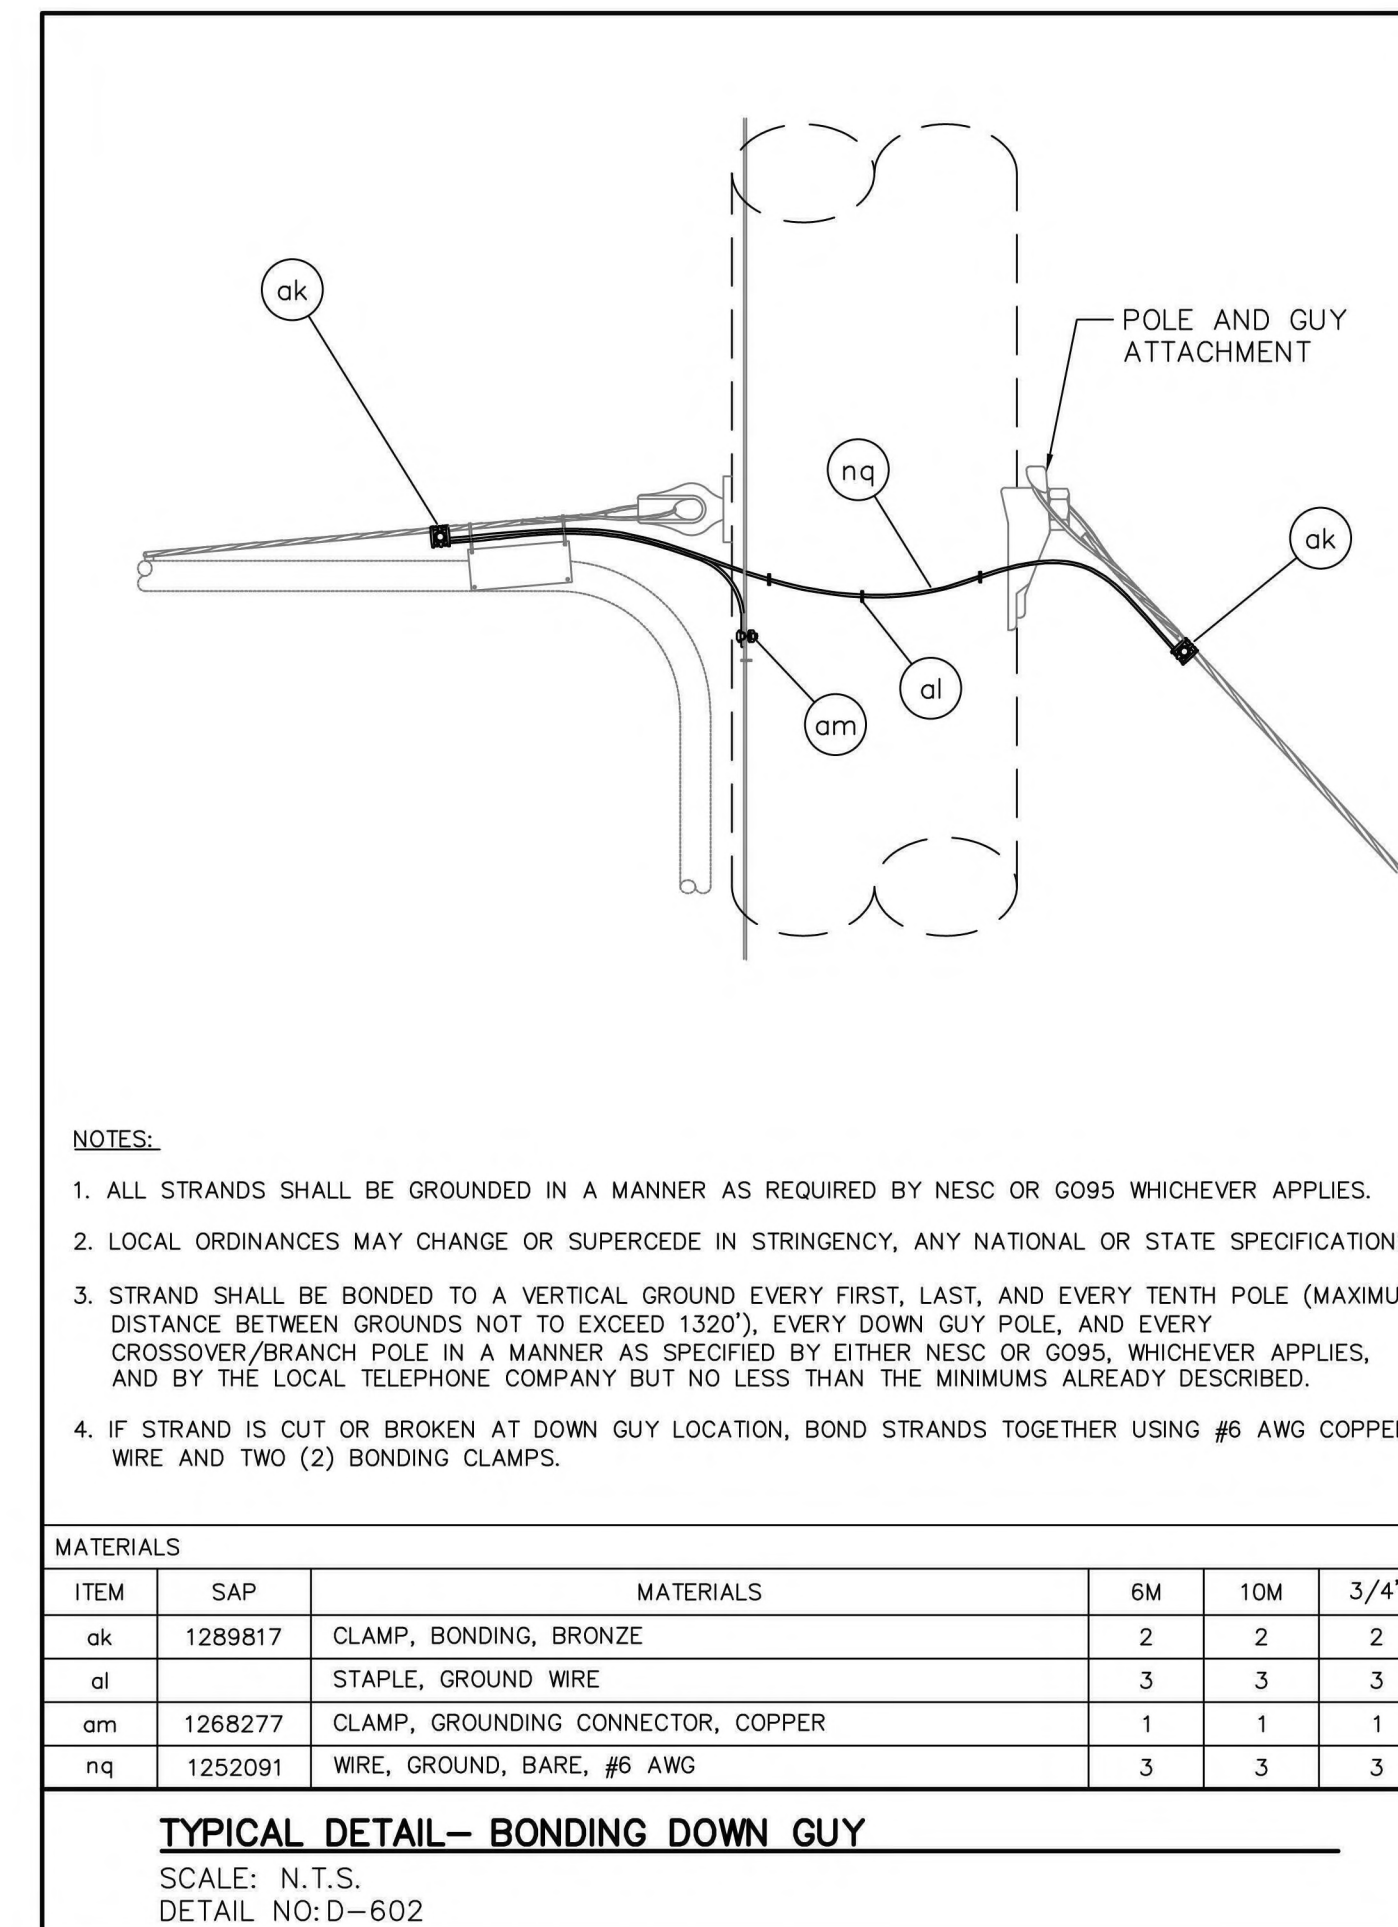 ak
POLE AND GUY
ATTACHMENT
nq
ak
al
am
NOTES:
1. ALL STRANDS SHALL BE GROUNDED IN A MANNER AS REQUIRED BY NESC OR GO95 WHICHEVER APPLIES.
2. LOCAL ORDINANCES MAY CHANGE OR SUPERCEDE IN STRINGENCY, ANY NATIONAL OR STATE SPECIFICATION
3. STRAND SHALL BE BONDED TO A VERTICAL GROUND EVERY FIRST, LAST, AND EVERY TENTH POLE
DISTANCE BETWEEN GROUNDS NOT TO EXCEED 1320'), EVERY DOWN GUY POLE, AND EVERY
CROSSOVER/BRANCH POLE IN A MANNER AS SPECIFIED BY EITHER NESC OR GO95, WHICHEVER APPLIES,
AND BY THE LOCAL TELEPHONE COMPANY BUT NO LESS THAN THE MINIMUMS ALREADY DESCRIBED.
4. IF STRAND IS CUT OR BROKEN AT DOWN GUY LOCATION, BOND STRANDS TOGETHER USING #6 AWG
WIRE AND TWO (2) BONDING CLAMPS.
MATERIALS
ITEM SAP MATERIALS 6M 10M 3/4"
ak 1289817 CLAMP, BONDING, BRONZE 2 2 2
al STAPLE, GROUND WIRE 3 3 3
am 1268277 CLAMP, GROUNDING CONNECTOR, COPPER 1 1 1
nq 1252091 WIRE, GROUND, BARE, #6 AWG 3 3 3
TYPICAL DETAIL– BONDING DOWN GUY
SCALE: N.T.S.
DETAIL NO: D–602